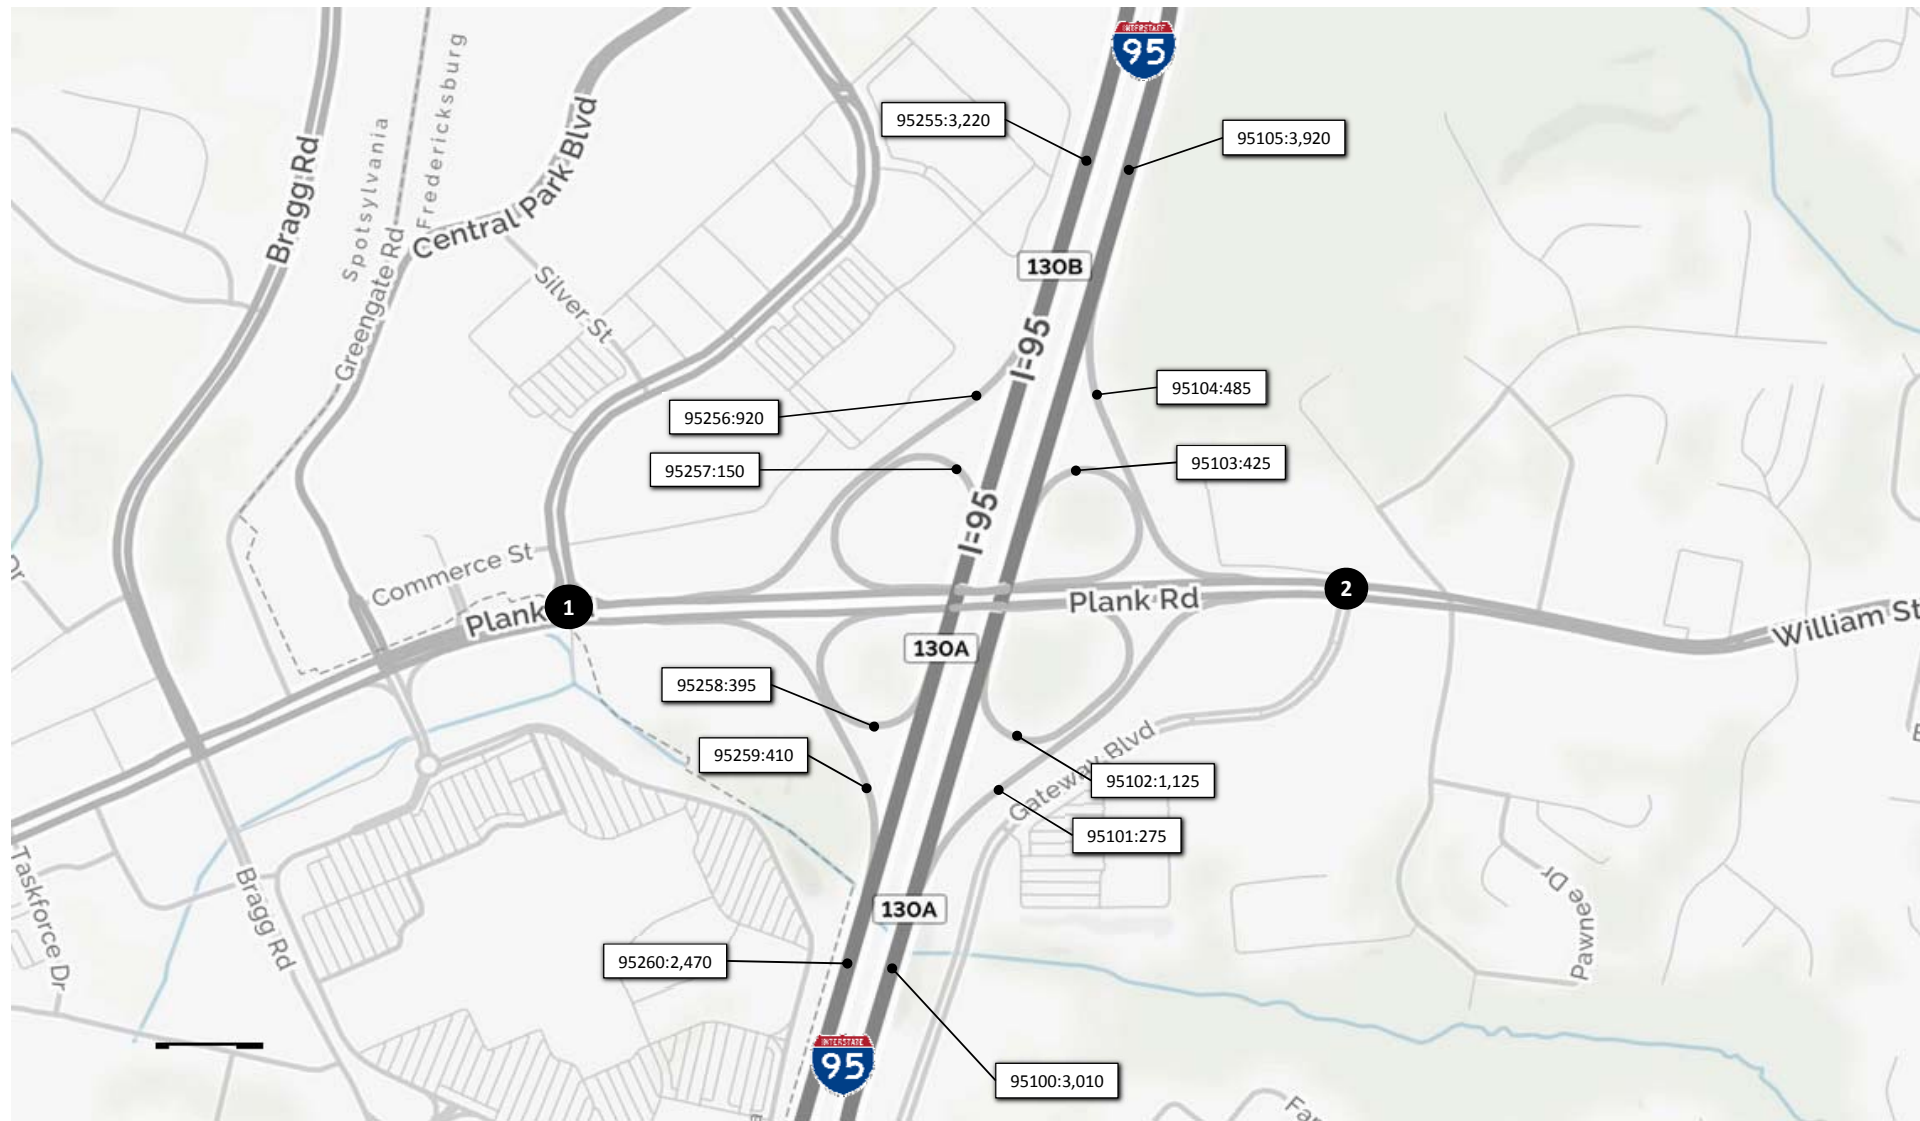 INTERSTATE
95
95255:3,220
95105:3,920
Bragg Rd
Spotsylvania
Fredericksburg
Greengate Rd
Central Park Blvd
Silver St
130B
I-95
95256:920
95104:485
95257:150
95103:425
I-95
Commerce St
Dr
1
Plank
Plank Rd
2
William St
130A
95258:395
95259:410
Gateway Blvd
95102:1,125
95101:275
Taskforce Dr
Bragg Rd
130A
Pawnee Dr
95260:2,470
INTERSTATE
95
95100:3,010